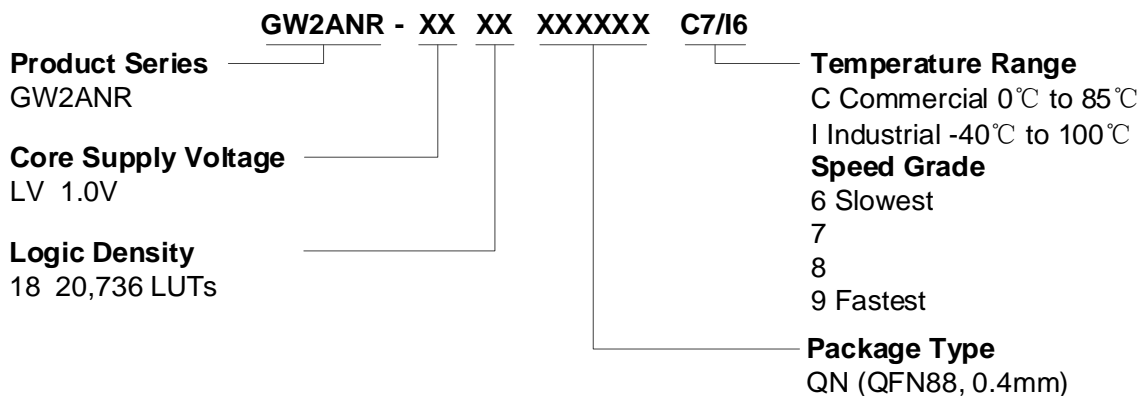 GW2ANR - XX XX XXXXXX C7/I6
Product Series
GW2ANR
Core Supply Voltage
LV 1.0V
Logic Density
18 20,736 LUTs
Temperature Range
C Commercial 0℃ to 85℃
I Industrial -40℃ to 100℃
Speed Grade
6 Slowest
7
8
9 Fastest
Package Type
QN (QFN88, 0.4mm)